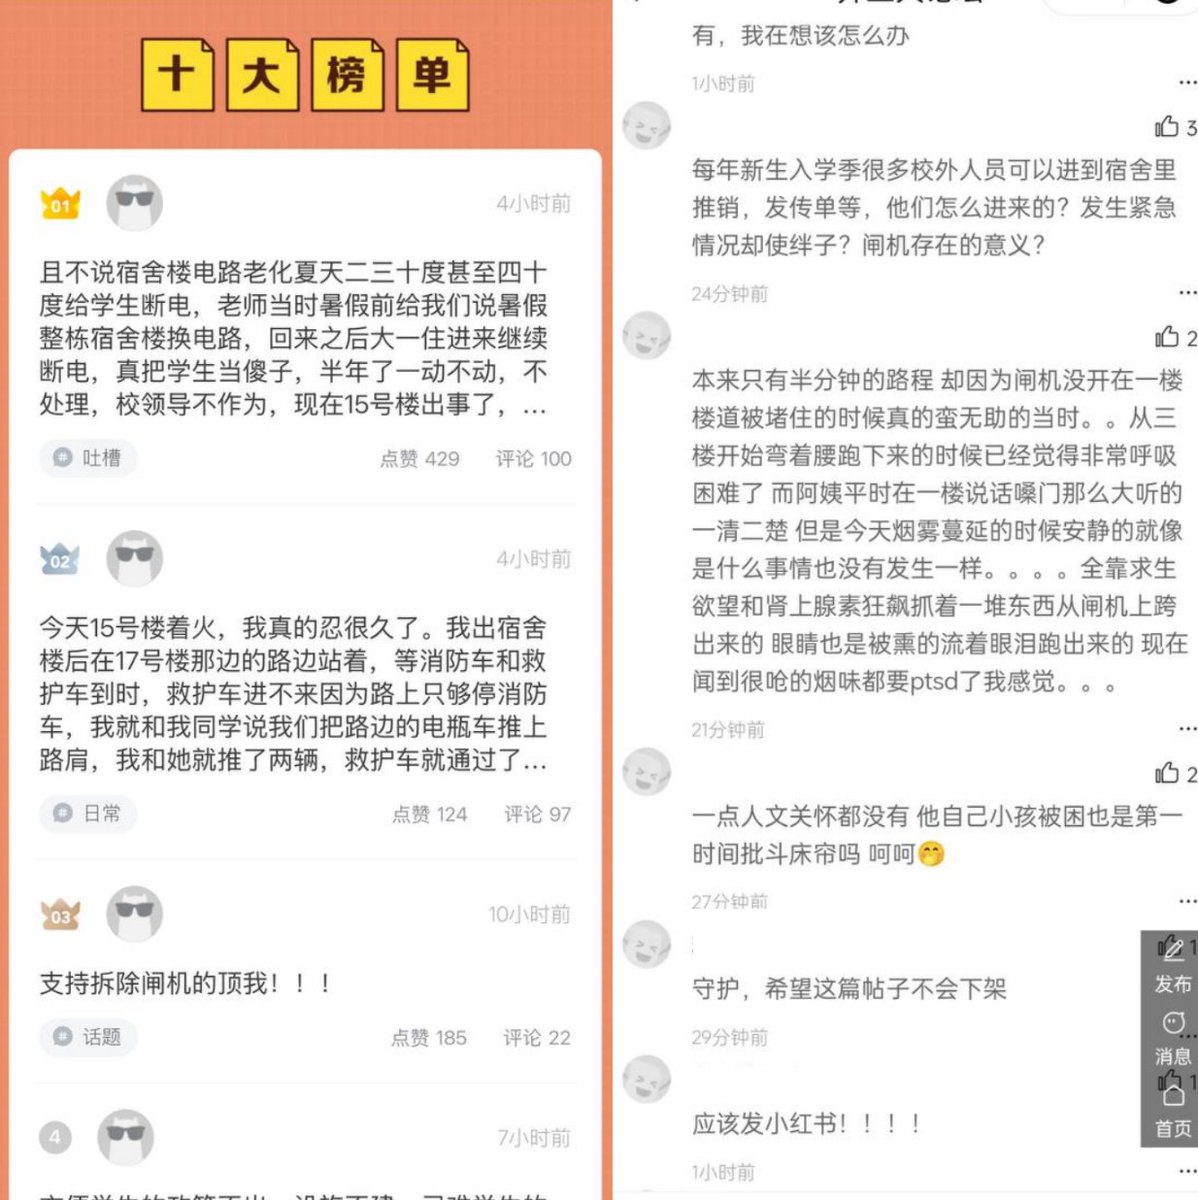 十大榜单
01
4小时前
且不说宿舍楼电路老化夏天二三十度甚至四十
度给学生断电，老师当时暑假前给我们说暑假
整栋宿舍楼换电路，回来之后大一住进来继续
断电，真把学生当傻子，半年了一动不动，不
处理，校领导不作为，现在15号楼出事了，...
# 吐槽
点赞 429 评论 100
02
4小时前
今天15号楼着火，我真的忍很久了。我出宿舍
楼后在17号楼那边的路边站着，等消防车和救
护车到时，救护车进不来因为路上只够停消防
车，我就和我同学说我们把路边的电瓶车推上
路肩，我和她就推了两辆，救护车就通过了...
# 日常
点赞 124 评论 97
03
10小时前
支持拆除闸机的顶我！！！
# 话题
点赞 185 评论 22
4
7小时前
有，我在想该怎么办
1小时前
...
3
每年新生入学季很多校外人员可以进到宿舍里
推销，发传单等，他们怎么进来的？发生紧急
情况却使绊子？闸机存在的意义？
24分钟前
...
2
本来只有半分钟的路程 却因为闸机没开在一楼
楼道被堵住的时候真的蛮无助的当时。。从三
楼开始弯着腰跑下来的时候已经觉得非常呼吸
困难了 而阿姨平时在一楼说话嗓门那么大听的
一清二楚 但是今天烟雾蔓延的时候安静的就像
是什么事情也没有发生一样。。。。全靠求生
欲望和肾上腺素狂飙抓着一堆东西从闸机上跨
出来的 眼睛也是被熏的流着眼泪跑出来的 现在
闻到很呛的烟味都要ptsd了我感觉。。。
21分钟前
...
2
一点人文关怀都没有 他自己小孩被困也是第一
时间批斗床帘吗 呵呵🤭
27分钟前
...
1
守护，希望这篇帖子不会下架
29分钟前
...
1
应该发小红书！！！！
1小时前
...
发布
消息
首页